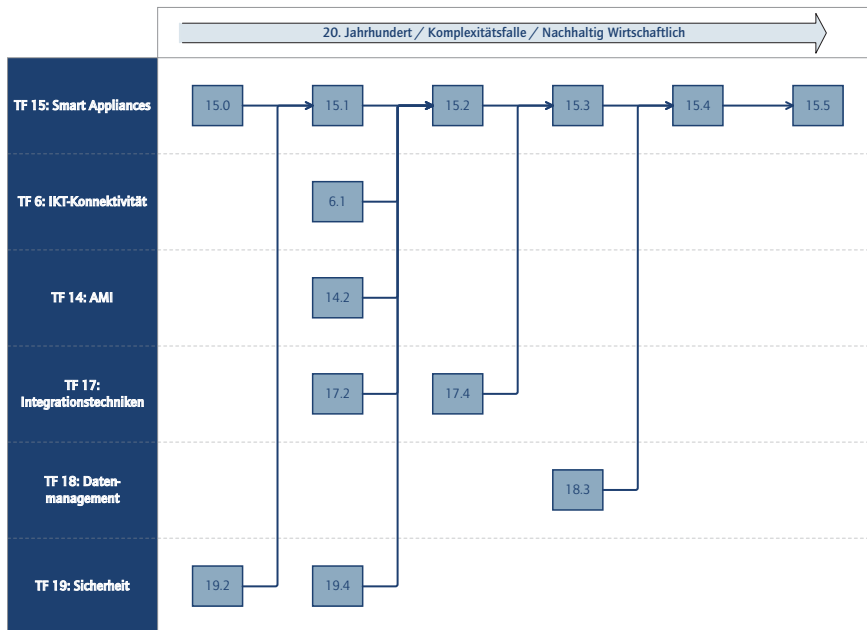 20. Jahrhundert / Komplexitätsfalle / Nachhaltig Wirtschaftlich
TF 15: Smart Appliances
15.0
15.1
15.2
15.3
15.4
15.5
TF 6: IKT-Konnektivität
6.1
TF 14: AMI
14.2
TF 17:
Integrationstechniken
17.2
17.4
TF 18: Daten-
management
18.3
TF 19: Sicherheit
19.2
19.4